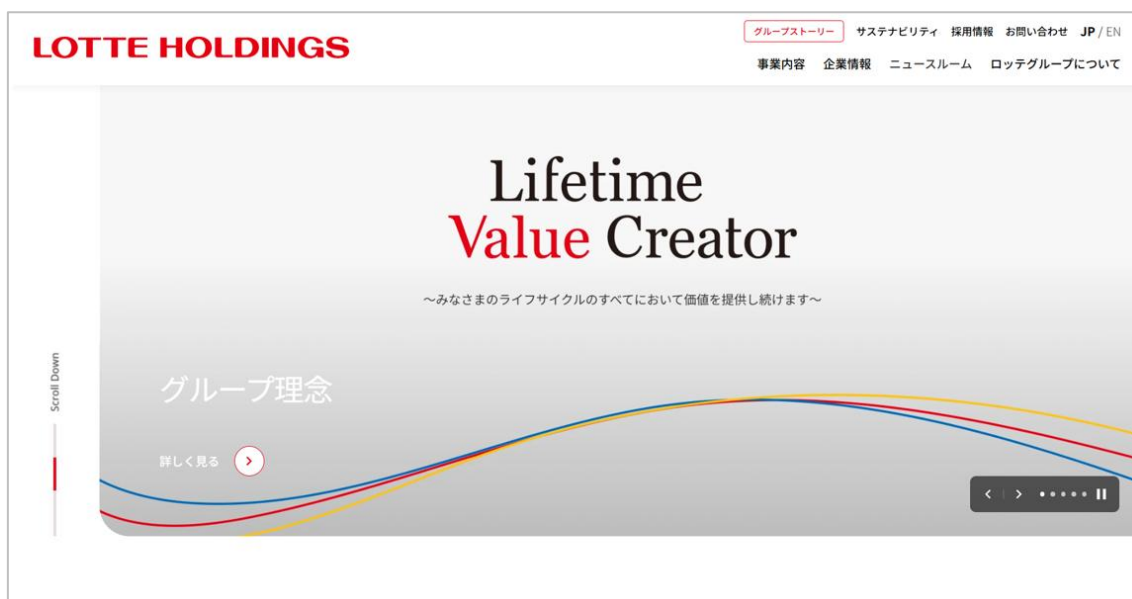 LOTTE HOLDINGS
グループストーリー サステナビリティ 採用情報 お問い合わせ JP / EN
事業内容 企業情報 ニュースルーム ロッテグループについて
Lifetime
Value Creator
～みなさまのライフサイクルのすべてにおいて価値を提供し続けます～
Scroll Down
グループ理念
詳しく見る